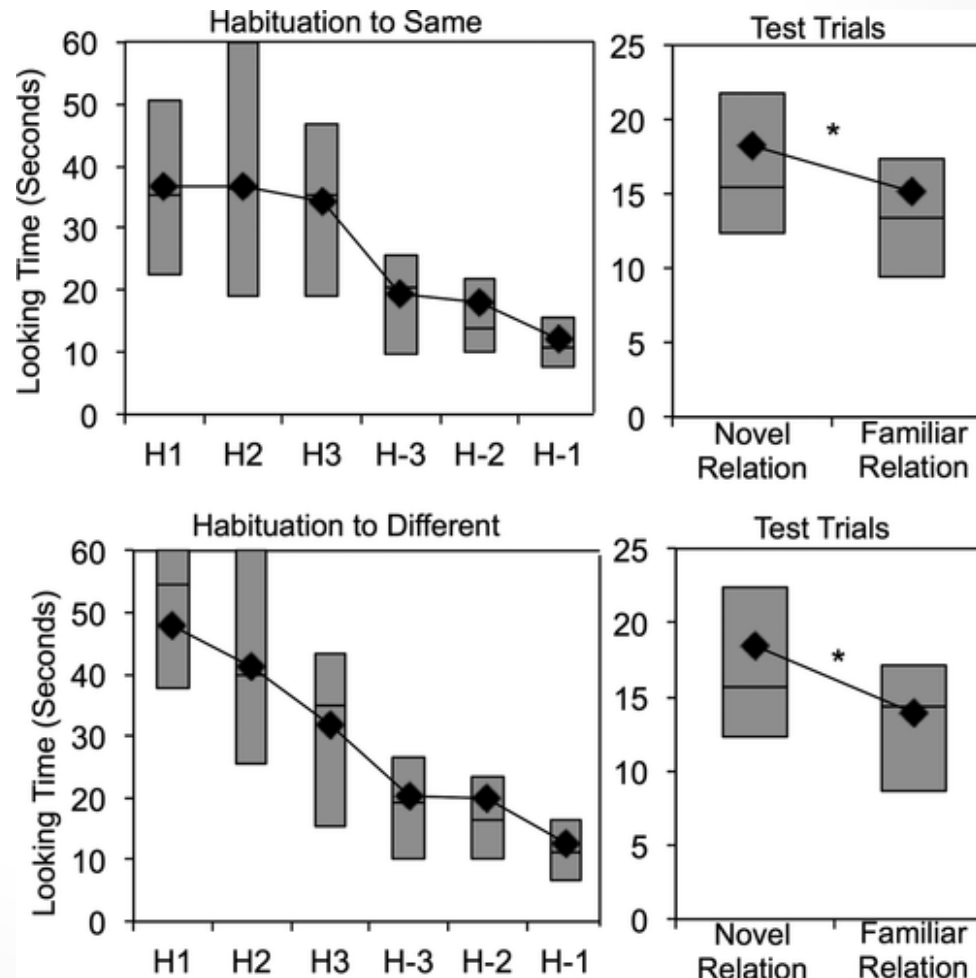 Habituation to Same
Looking Time (Seconds)
60
50
40
30
20
10
0
H1 H2 H3 H-3 H-2 H-1
Test Trials
25
20
15
10
5
0
*
Novel Familiar
Relation Relation
Habituation to Different
Looking Time (Seconds)
60
50
40
30
20
10
0
H1 H2 H3 H-3 H-2 H-1
Test Trials
25
20
15
10
5
0
*
Novel Familiar
Relation Relation